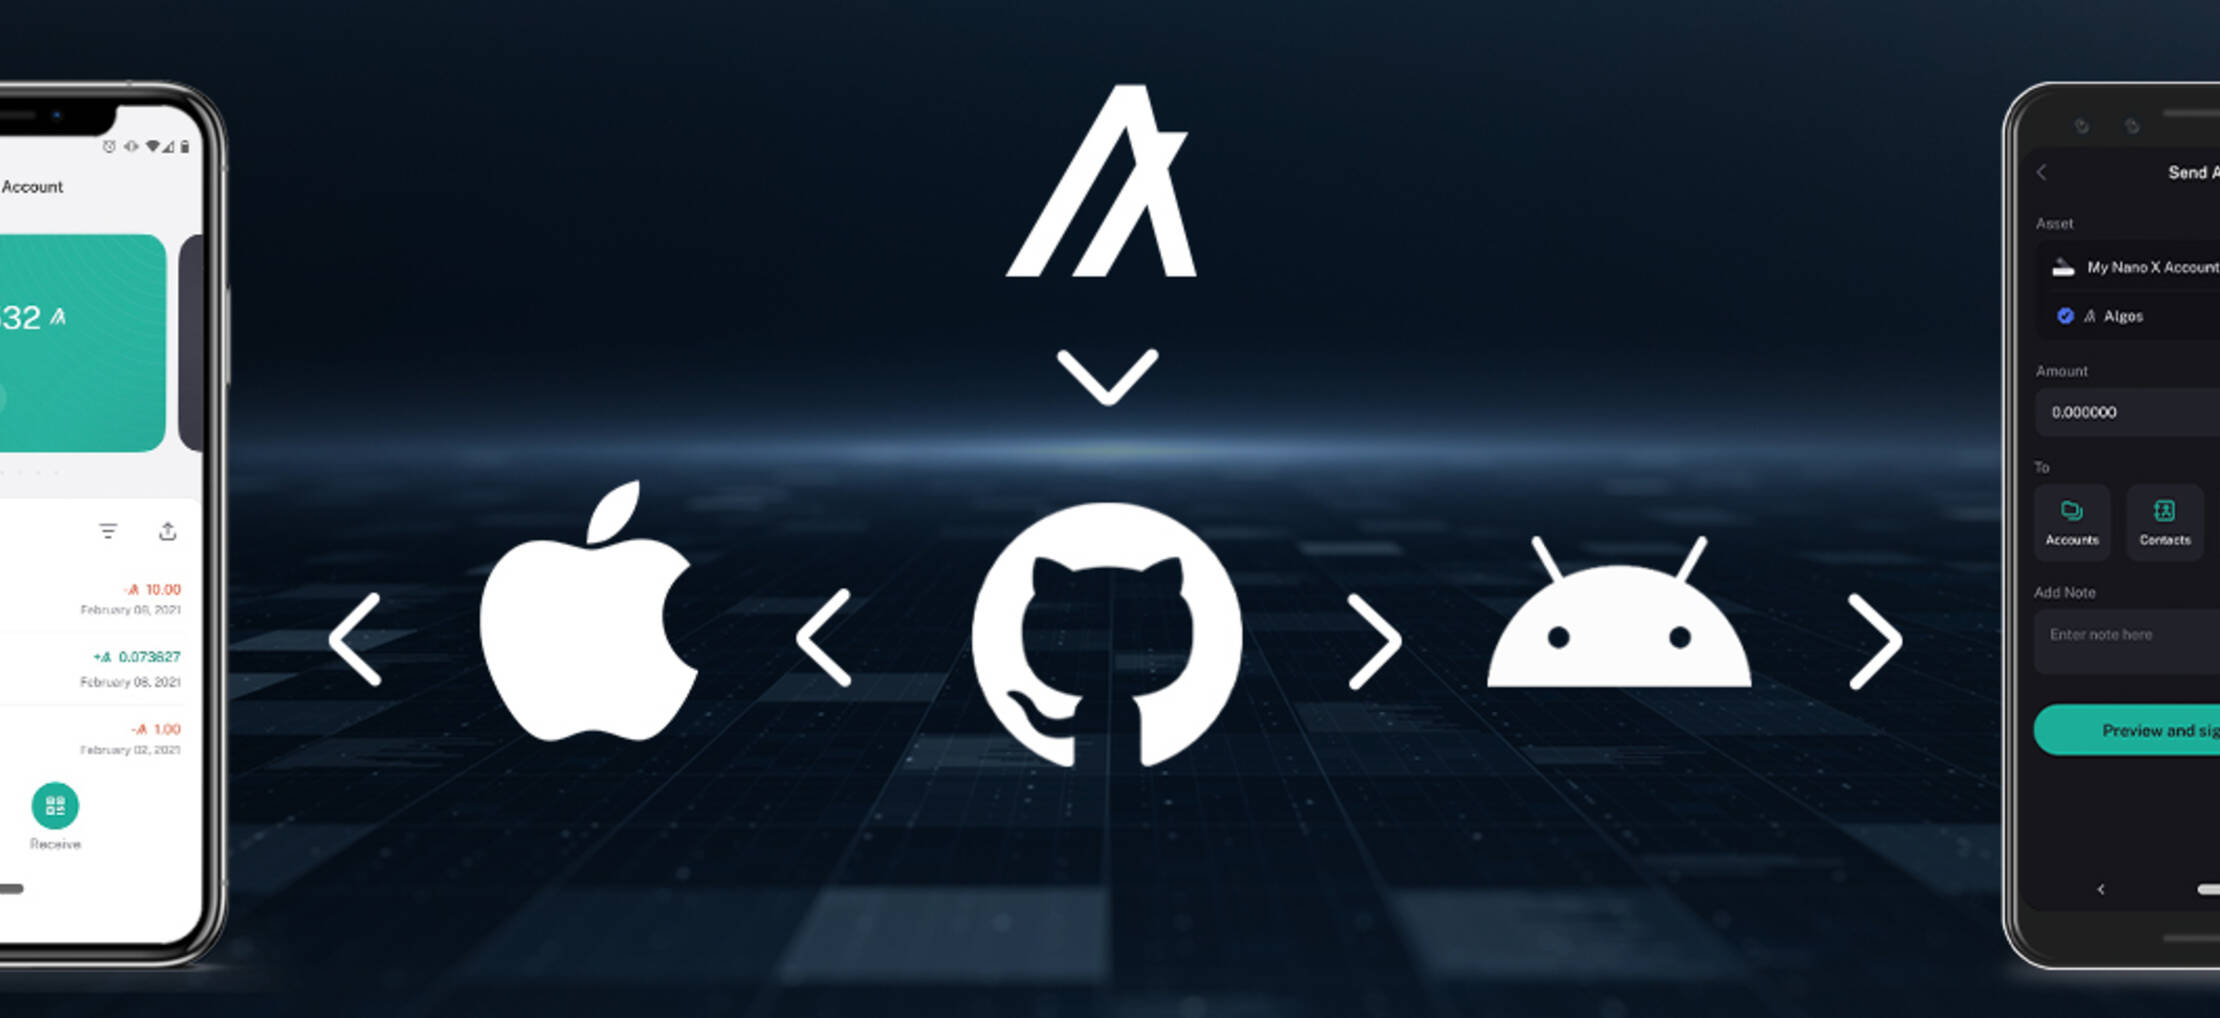 Account
32
-10.00
February 08, 2021
+0.073627
February 08, 2021
-1.00
February 02, 2021
Receive
Send A
Asset
My Nano X Account
Algos
Amount
0.000000
To
Accounts
Contacts
Add Note
Enter note here
Preview and sig